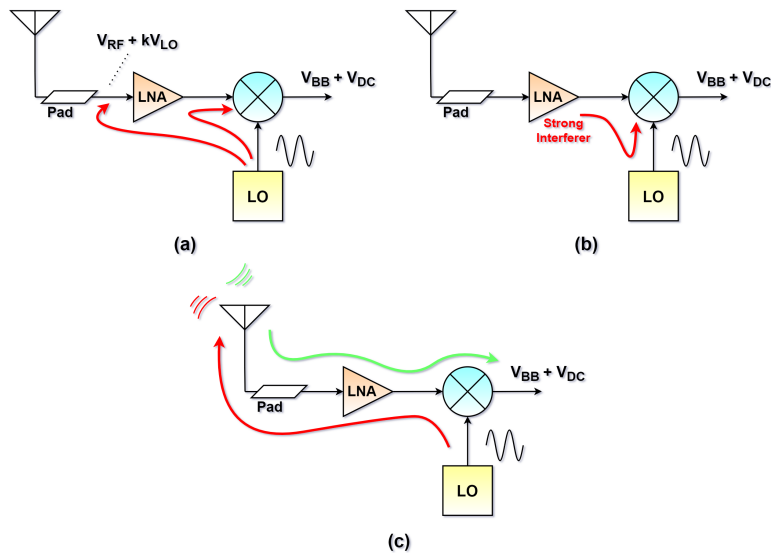 V_RF + kV_LO
LNA
V_BB + V_DC
Pad
LO
(a)
LNA
V_BB + V_DC
Pad
Strong
Interferer
LO
(b)
LNA
V_BB + V_DC
Pad
LO
(c)